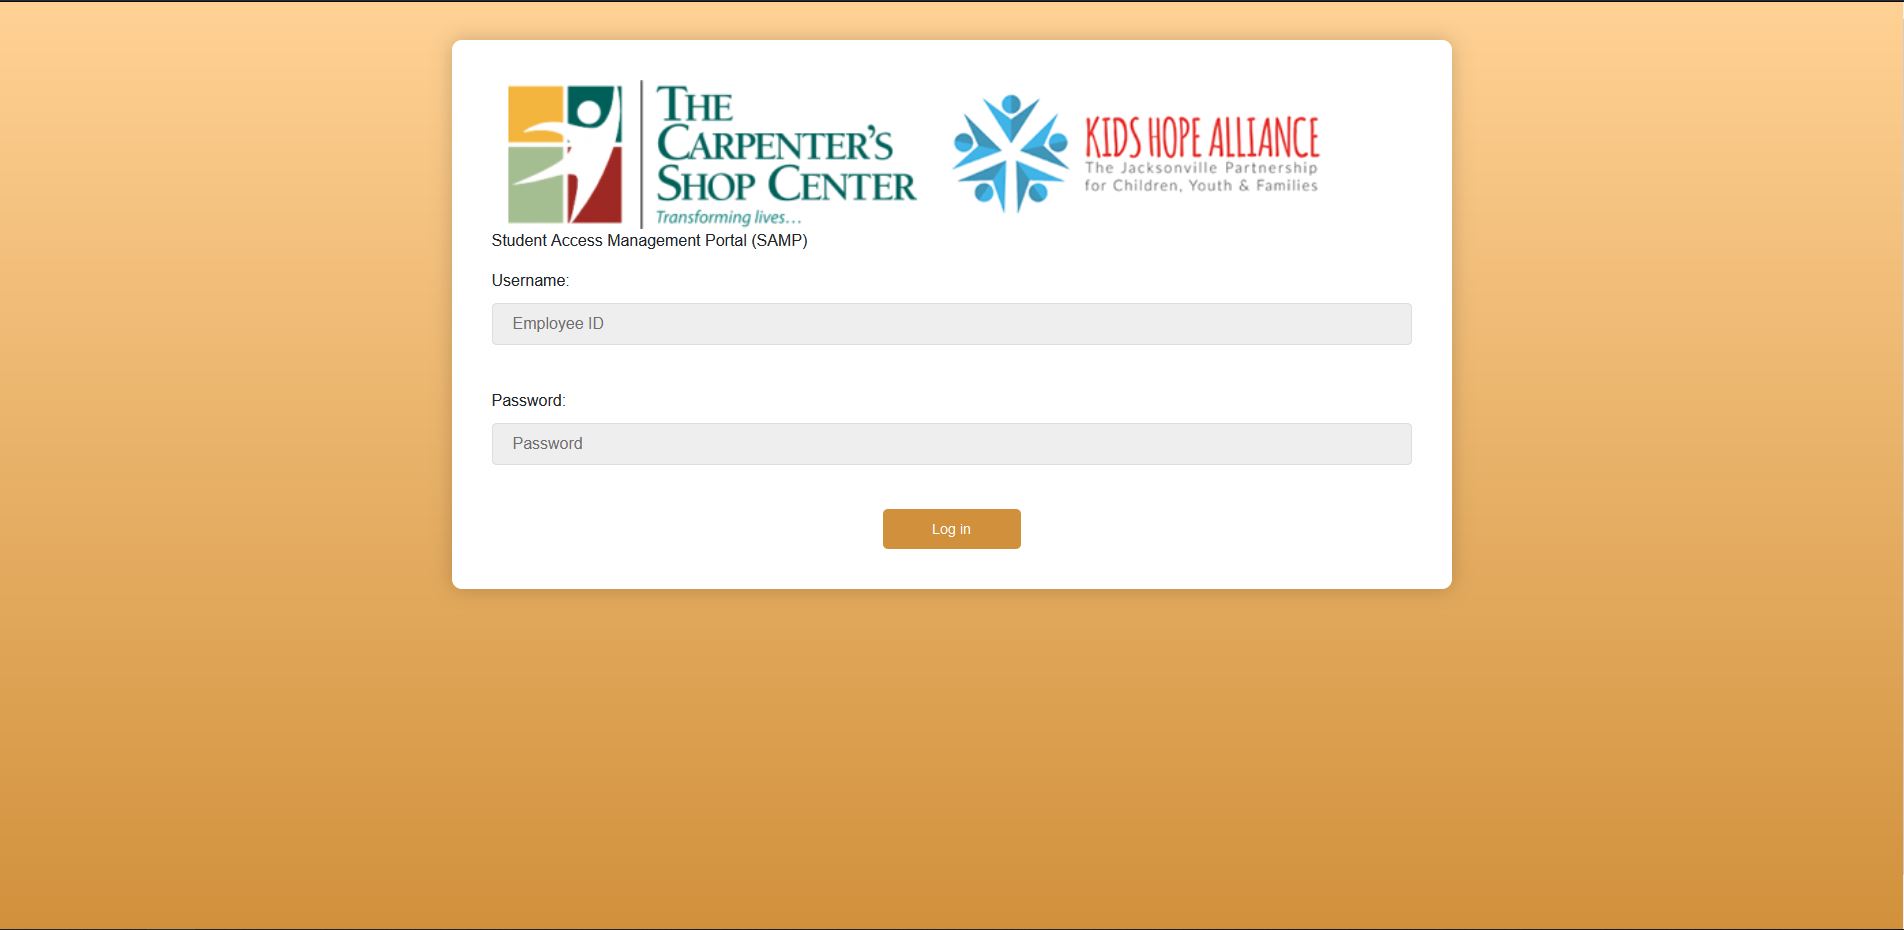 THE
CARPENTER'S
SHOP CENTER
Transforming lives...
KIDS HOPE ALLIANCE
The Jacksonville Partnership
for Children, Youth & Families
Student Access Management Portal (SAMP)
Username:
Employee ID
Password:
Password
Log in